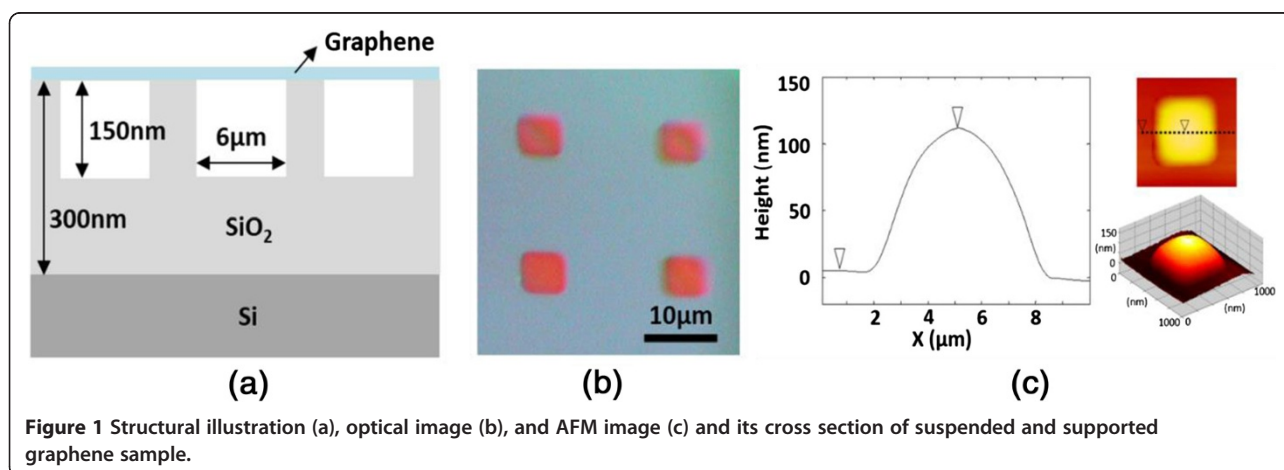 Graphene
150nm
6μm
300nm
SiO₂
Si
(a)
10μm
(b)
150
100
50
0
Height (nm)
2 4 6 8
X (μm)
150
(nm)
0
0
(nm)
1000
(nm)
1000 0
(c)
Figure 1 Structural illustration (a), optical image (b), and AFM image (c) and its cross section of suspended and supported
graphene sample.